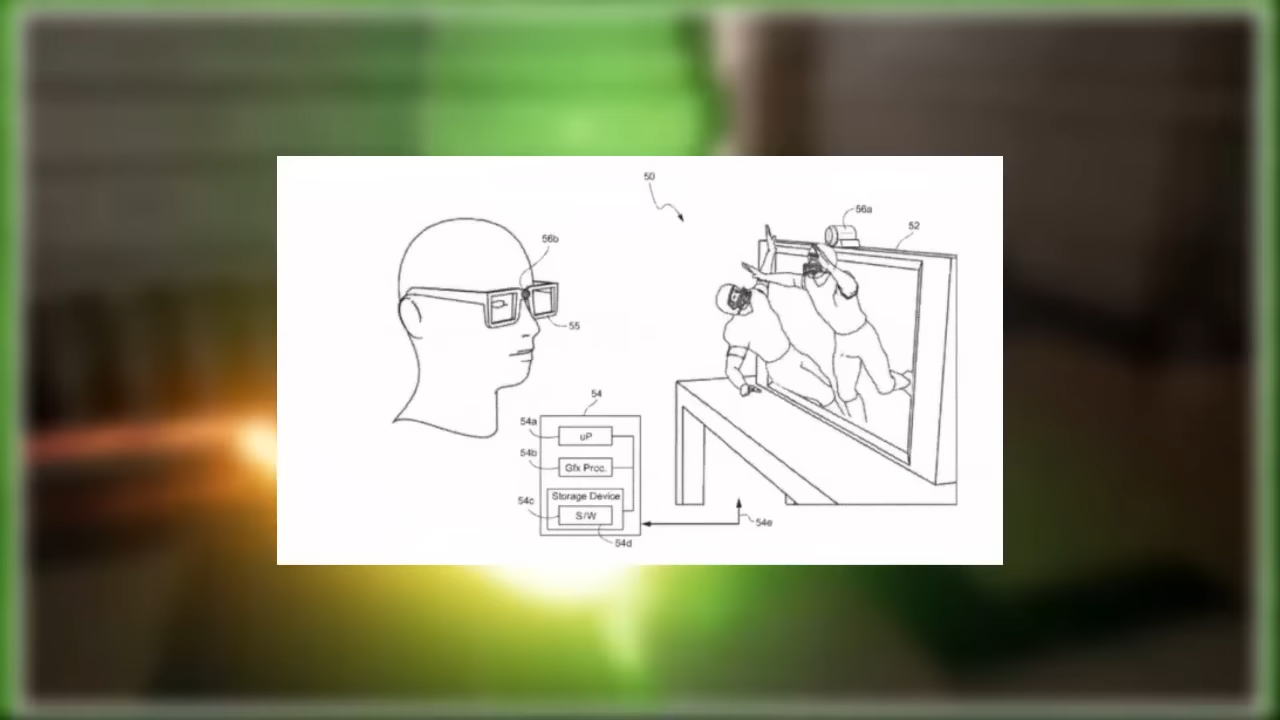 50
56a
52
56b
55
54
54a
uP
54b
Gfx Proc.
Storage Device
54c
S/W
54e
54d